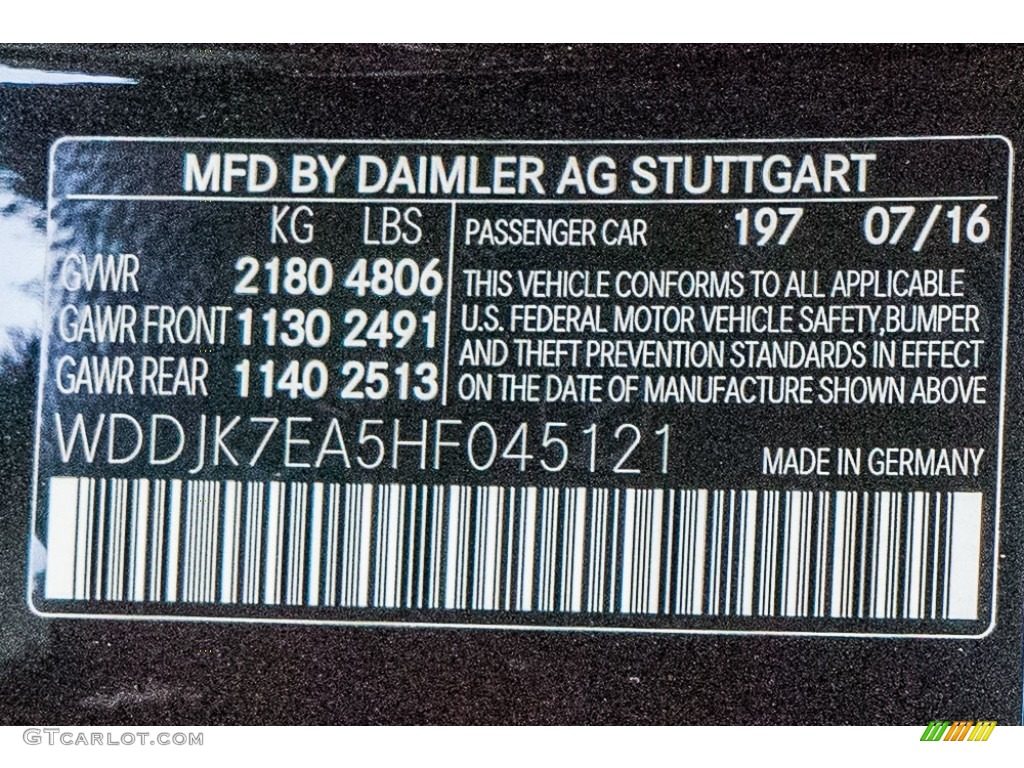 MFD BY DAIMLER AG STUTTGART
KG LBS
GVWR 2180 4806
GAWR FRONT 1130 2491
GAWR REAR 1140 2513
PASSENGER CAR 197 07/16
THIS VEHICLE CONFORMS TO ALL APPLICABLE
U.S. FEDERAL MOTOR VEHICLE SAFETY,BUMPER
AND THEFT PREVENTION STANDARDS IN EFFECT
ON THE DATE OF MANUFACTURE SHOWN ABOVE
WDDJK7EA5HF045121
MADE IN GERMANY
GTcarlot.com